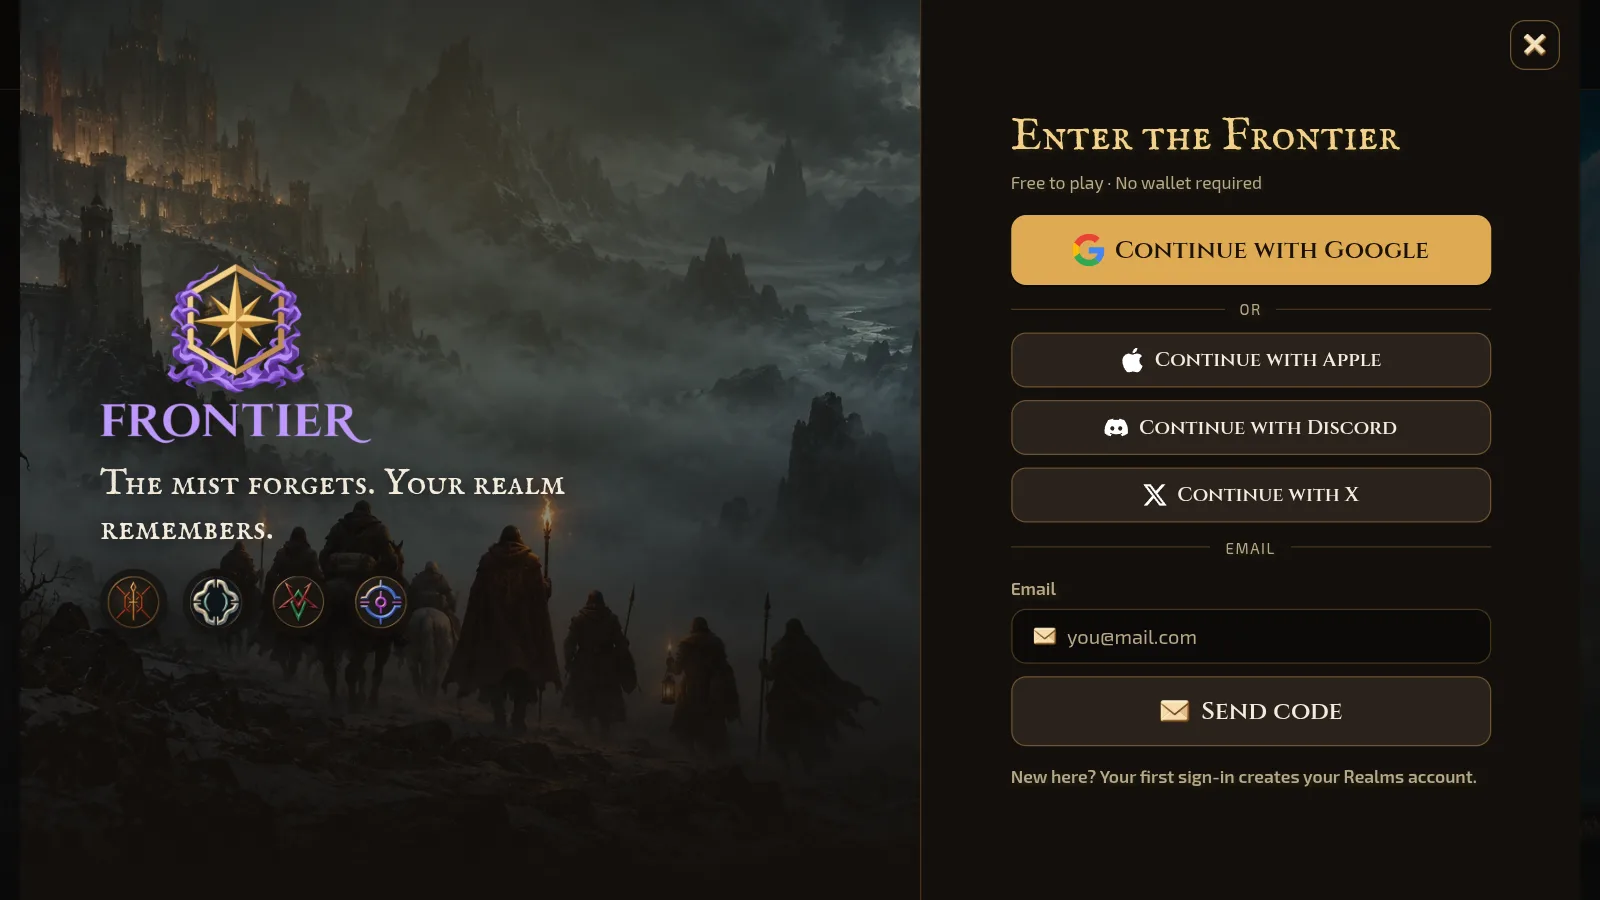 FRONTIER
The mist forgets. Your realm
remembers.
Enter the Frontier
Free to play · No wallet required
Continue with Google
OR
Continue with Apple
Continue with Discord
Continue with X
EMAIL
Email
you@mail.com
Send code
New here? Your first sign-in creates your Realms account.